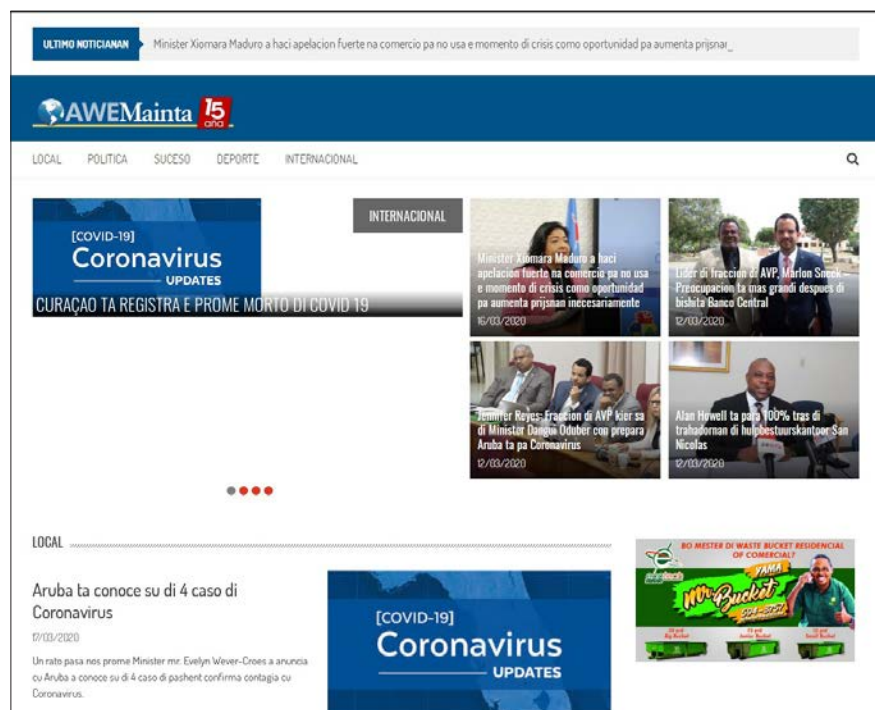 ULTIMO NOTICIANAN
Minister Xiomara Maduro a haci apelacion fuerte na comercio pa no usa e momento di crisis como oportunidad pa aumenta prijsnan_
AWEMainta 15
aña
LOCAL POLITICA SUCESO DEPORTE INTERNACIONAL
[COVID-19]
Coronavirus
UPDATES
INTERNACIONAL
CURAÇAO TA REGISTRA E PROME MORTO DI COVID 19
Minister Xiomara Maduro a haci
apelacion fuerte na comercio pa no usa
e momento di crisis como oportunidad
pa aumenta prijsnan inecesariamente
16/03/2020
Lider di fraccion di AVP, Marlon Sneek –
Preocupacion ta mas grandi despues di
bishita Banco Central
12/03/2020
Jennifer Reyes: Fraccion di AVP kier sa
di Minister Dangui Oduber con prepara
Aruba ta pa Coronavirus
12/03/2020
Alan Howell ta para 100% tras di
trahadornan di hulpbestuurskantoor San
Nicolas
12/03/2020
LOCAL
Aruba ta conoce su di 4 caso di
Coronavirus
17/03/2020
Un rato pasa nos prome Minister mr. Evelyn Wever-Croes a anuncia
cu Aruba a conoce su di 4 caso di pashent confirma contagia cu
Coronavirus.
[COVID-19]
Coronavirus
UPDATES
BO MESTER DI WASTE BUCKET RESIDENCIAL
OF COMERCIAL?
YAMA
Mr. Bucket